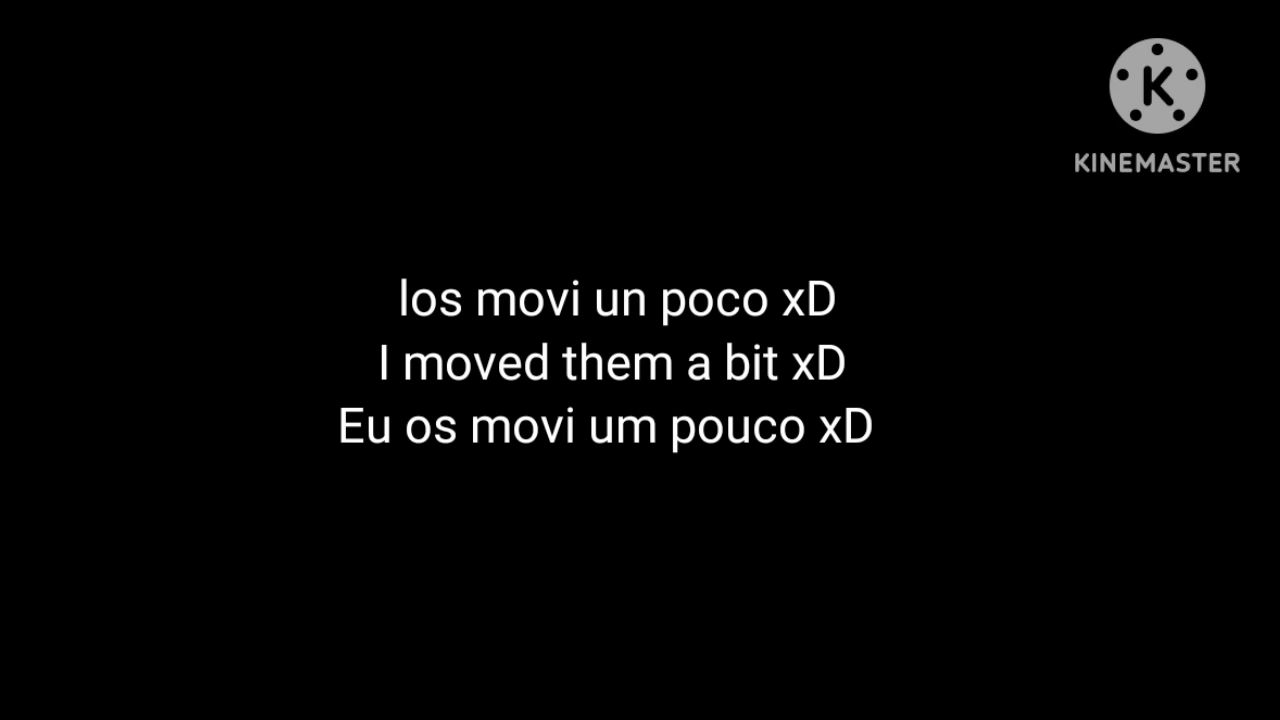 K
KINEMASTER
los movi un poco xD
I moved them a bit xD
Eu os movi um pouco xD